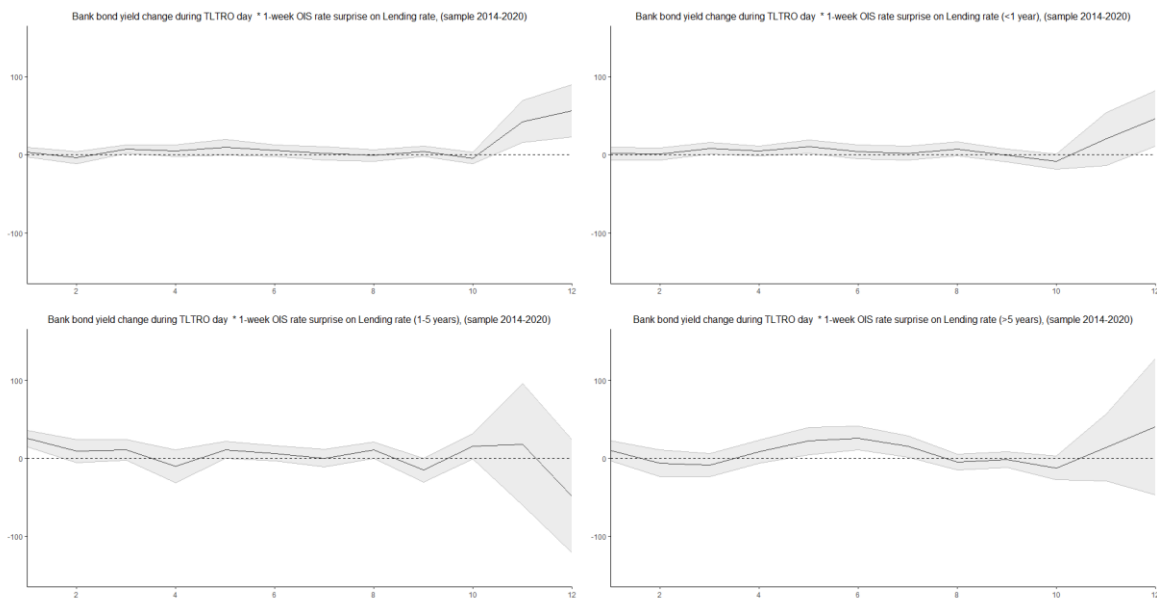 Bank bond yield change during TLTRO day * 1-week OIS rate surprise on Lending rate, (sample 2014-2020)
100
0
-100
2 4 6 8 10 12
Bank bond yield change during TLTRO day * 1-week OIS rate surprise on Lending rate (<1 year), (sample 2014-2020)
100
0
-100
2 4 6 8 10 12
Bank bond yield change during TLTRO day * 1-week OIS rate surprise on Lending rate (1-5 years), (sample 2014-2020)
100
0
-100
2 4 6 8 10 12
Bank bond yield change during TLTRO day * 1-week OIS rate surprise on Lending rate (>5 years), (sample 2014-2020)
100
0
-100
2 4 6 8 10 12